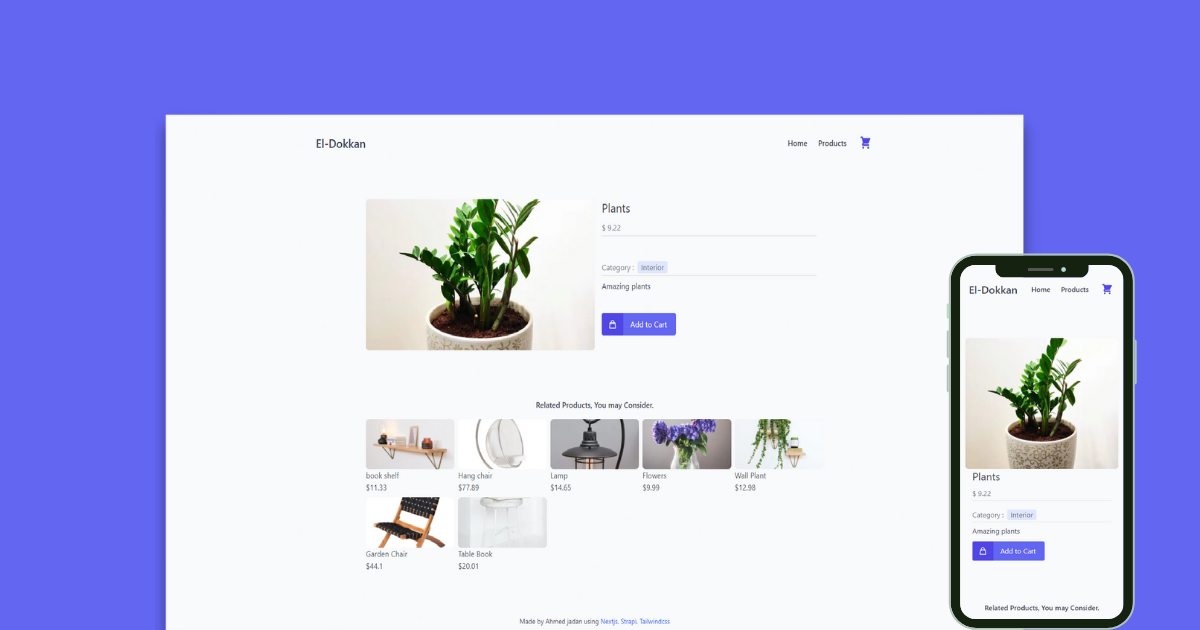 El-Dokkan
Home Products
Plants
$ 9.22
Category : Interior
Amazing plants
Add to Cart
Related Products, You may Consider.
book shelf
$11.33
Hang chair
$77.89
Lamp
$14.65
Flowers
$9.99
Wall Plant
$12.98
Garden Chair
$44.1
Table Book
$20.01
Made by Ahmed jadan using Nextjs, Strapi, Tailwindcss
El-Dokkan
Home Products
Plants
$ 9.22
Category : Interior
Amazing plants
Add to Cart
Related Products, You may Consider.